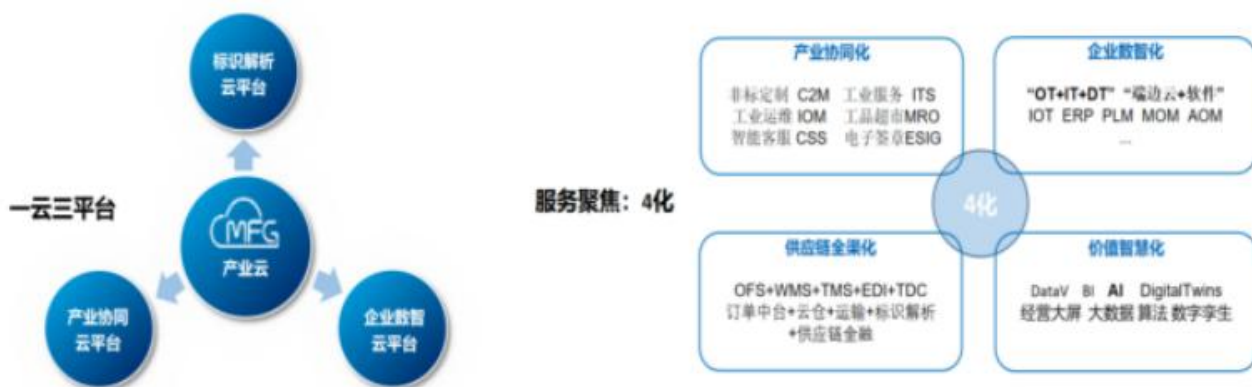 标识解析
云平台
一云三平台
MFG
产业云
产业协同
云平台
企业数智
云平台
服务聚焦：4化
产业协同化
非标定制 C2M 工业服务 ITS
工业运维 IOM 工品超市MRO
智能客服 CSS 电子签章ESIG
企业数智化
“OT+IT+DT” “端边云+软件”
IOT ERP PLM MOM AOM
...
4化
供应链全渠化
OFS+WMS+TMS+EDI+TDC
订单中台+云仓+运输+标识解析
+供应链金融
价值智慧化
DataV BI AI DigitalTwins
经营大屏 大数据 算法 数字孪生